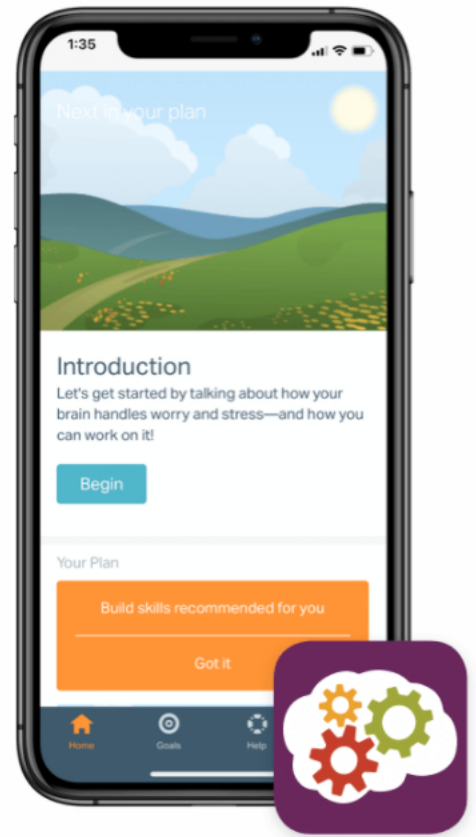 1:35
Next in your plan
Introduction
Let's get started by talking about how your
brain handles worry and stress—and how you
can work on it!
Begin
Your Plan
Build skills recommended for you
Got it
Home
Goals
Help